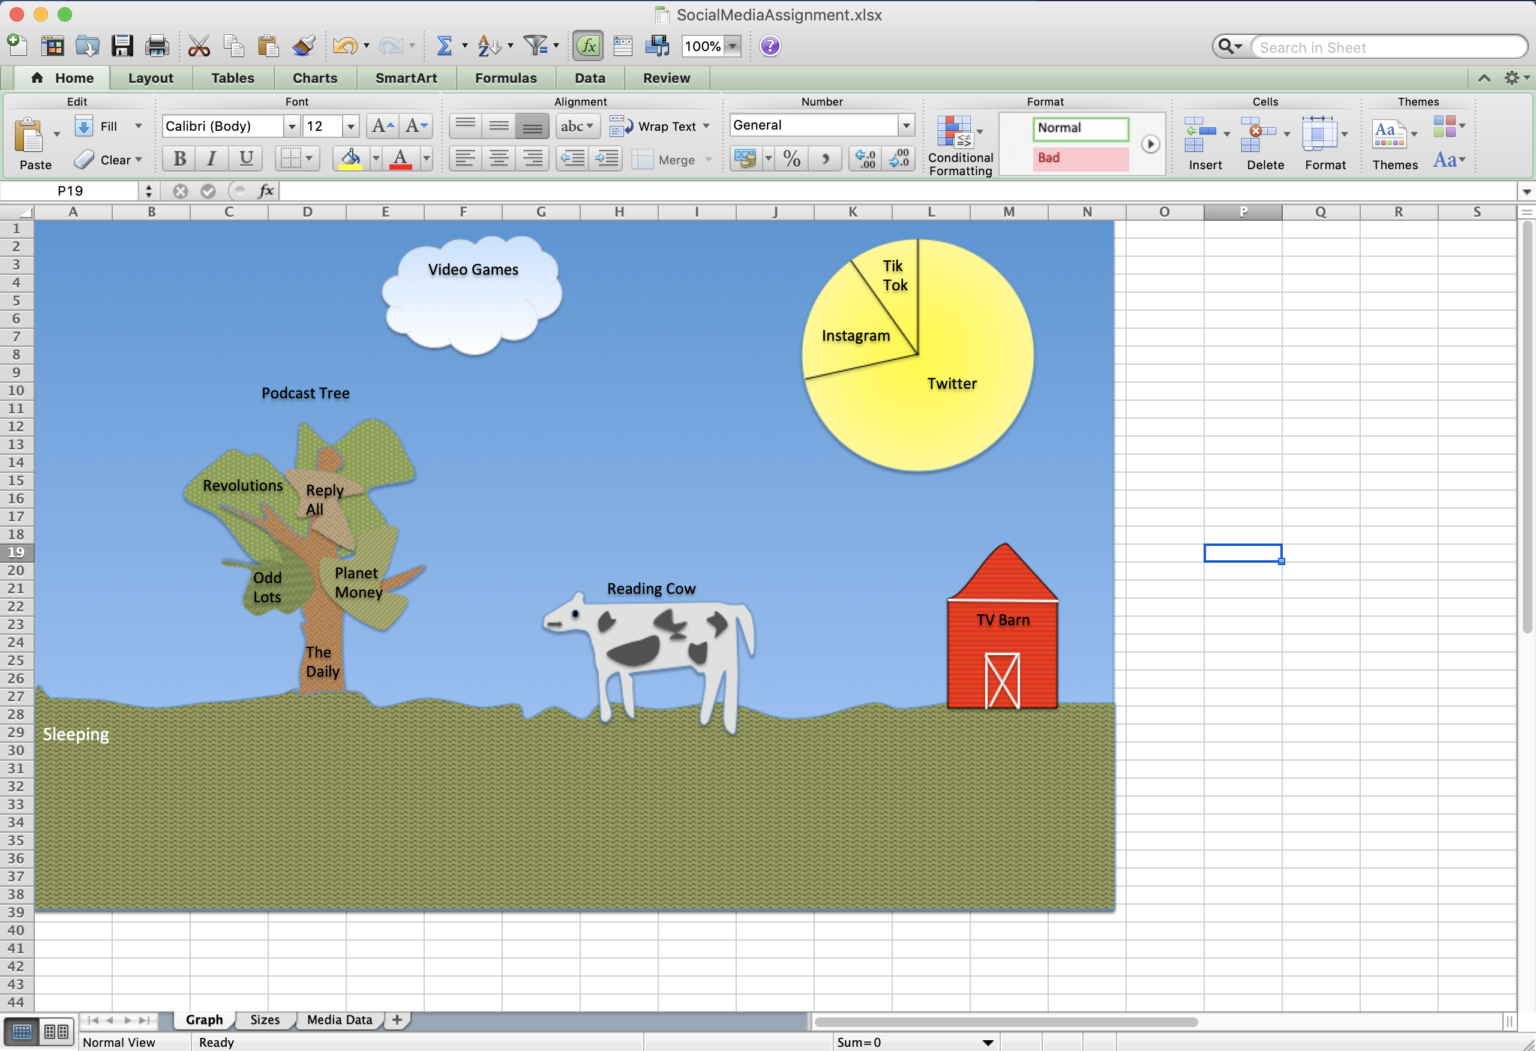 SocialMediaAssignment.xlsx
100%
Search in Sheet
Home Layout Tables Charts SmartArt Formulas Data Review
Edit Font Alignment Number Format Cells Themes
Paste Fill Clear
Calibri (Body) 12
B I U
abc Wrap Text
Merge
General
Conditional
Formatting
Normal
Bad
Insert Delete Format Themes
P19 fx
A B C D E F G H I J K L M N O P Q R S
1
2
3
4
5
6
7
8
9
10
11
12
13
14
15
16
17
18
19
20
21
22
23
24
25
26
27
28
29
30
31
32
33
34
35
36
37
38
39
40
41
42
43
44
Video Games
Tik
Tok
Instagram
Twitter
Podcast Tree
Revolutions
Reply
All
Odd
Lots
Planet
Money
The
Daily
Reading Cow
TV Barn
Sleeping
Graph Sizes Media Data +
Normal View Ready Sum=0